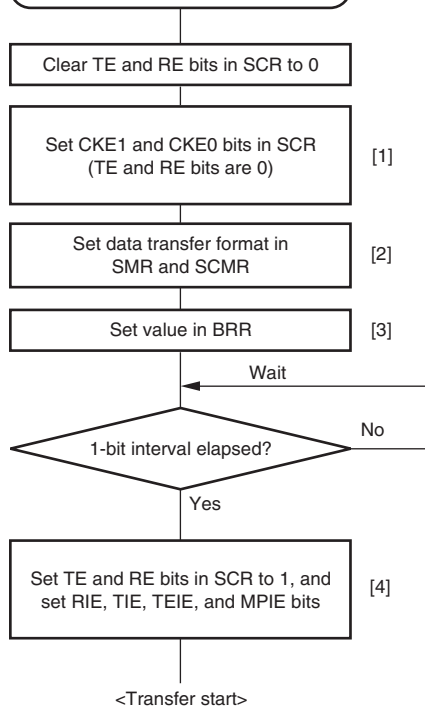 Clear TE and RE bits in SCR to 0
Set CKE1 and CKE0 bits in SCR
(TE and RE bits are 0)
[1]
Set data transfer format in
SMR and SCMR
[2]
Set value in BRR
[3]
Wait
1-bit interval elapsed?
No
Yes
Set TE and RE bits in SCR to 1, and
set RIE, TIE, TEIE, and MPIE bits
[4]
<Transfer start>